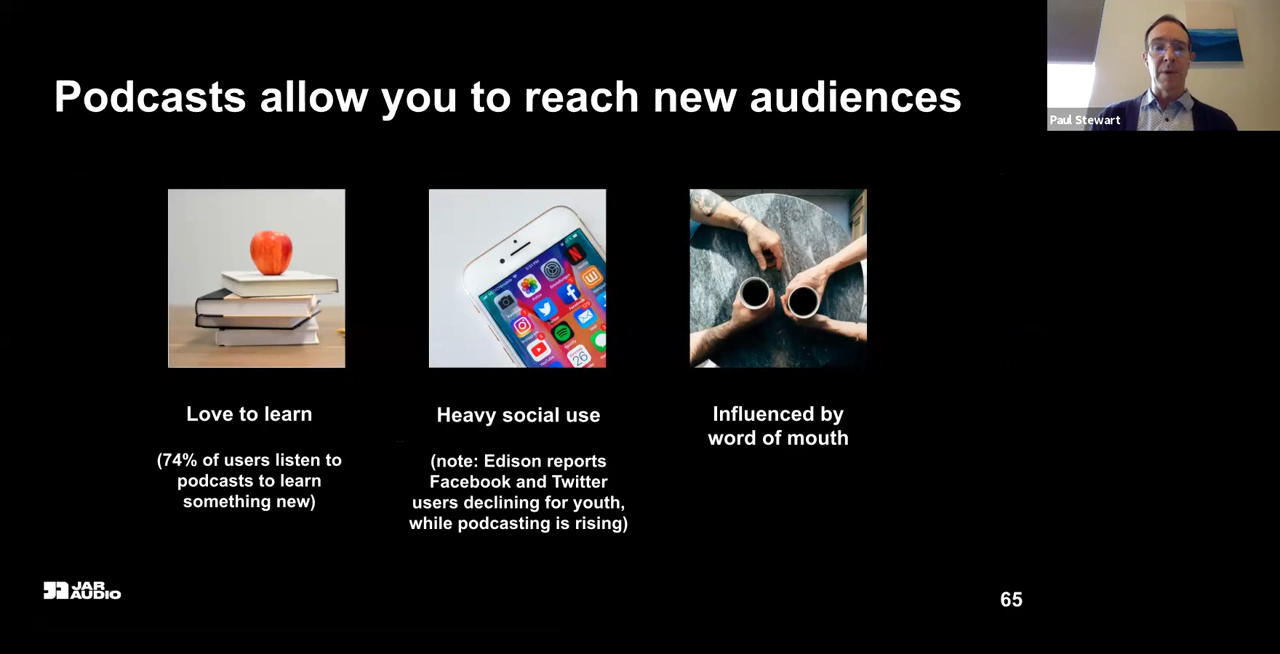 Podcasts allow you to reach new audiences
Paul Stewart
Love to learn
(74% of users listen to
podcasts to learn
something new)
Heavy social use
(note: Edison reports
Facebook and Twitter
users declining for youth,
while podcasting is rising)
Influenced by
word of mouth
JAR
AUDIO
65